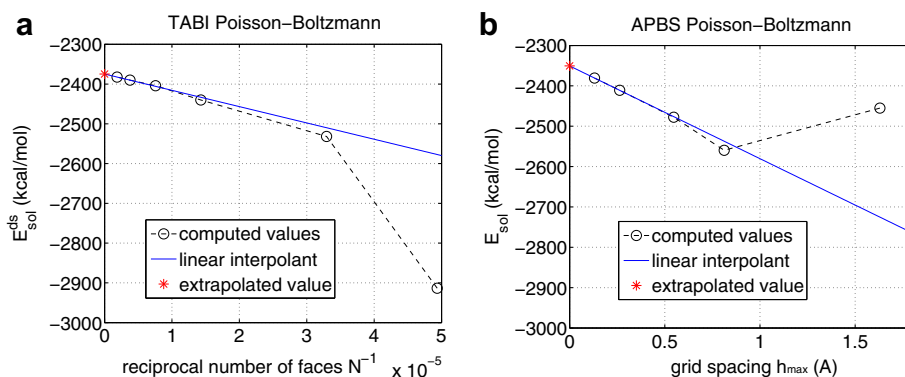 a
TABI Poisson−Boltzmann
−2300
−2400
−2500
−2600
−2700
−2800
−2900
−3000
E^ds_sol (kcal/mol)
computed values
linear interpolant
extrapolated value
0 1 2 3 4 5
reciprocal number of faces N^−1 x 10^−5
b
APBS Poisson−Boltzmann
−2300
−2400
−2500
−2600
−2700
−2800
−2900
−3000
E_sol (kcal/mol)
computed values
linear interpolant
extrapolated value
0 0.5 1 1.5
grid spacing h_max (A)